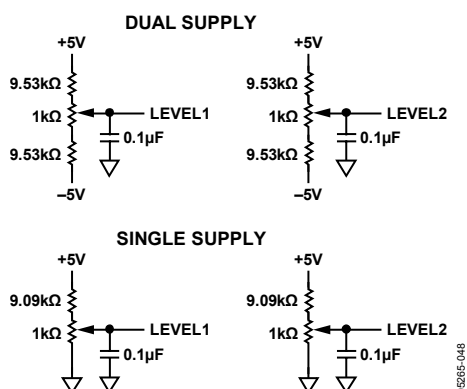 DUAL SUPPLY
+5V
+5V
9.53kΩ
9.53kΩ
1kΩ
LEVEL1
1kΩ
LEVEL2
9.53kΩ
0.1µF
9.53kΩ
0.1µF
–5V
–5V
SINGLE SUPPLY
+5V
+5V
9.09kΩ
9.09kΩ
1kΩ
LEVEL1
1kΩ
LEVEL2
0.1µF
0.1µF
5265-048